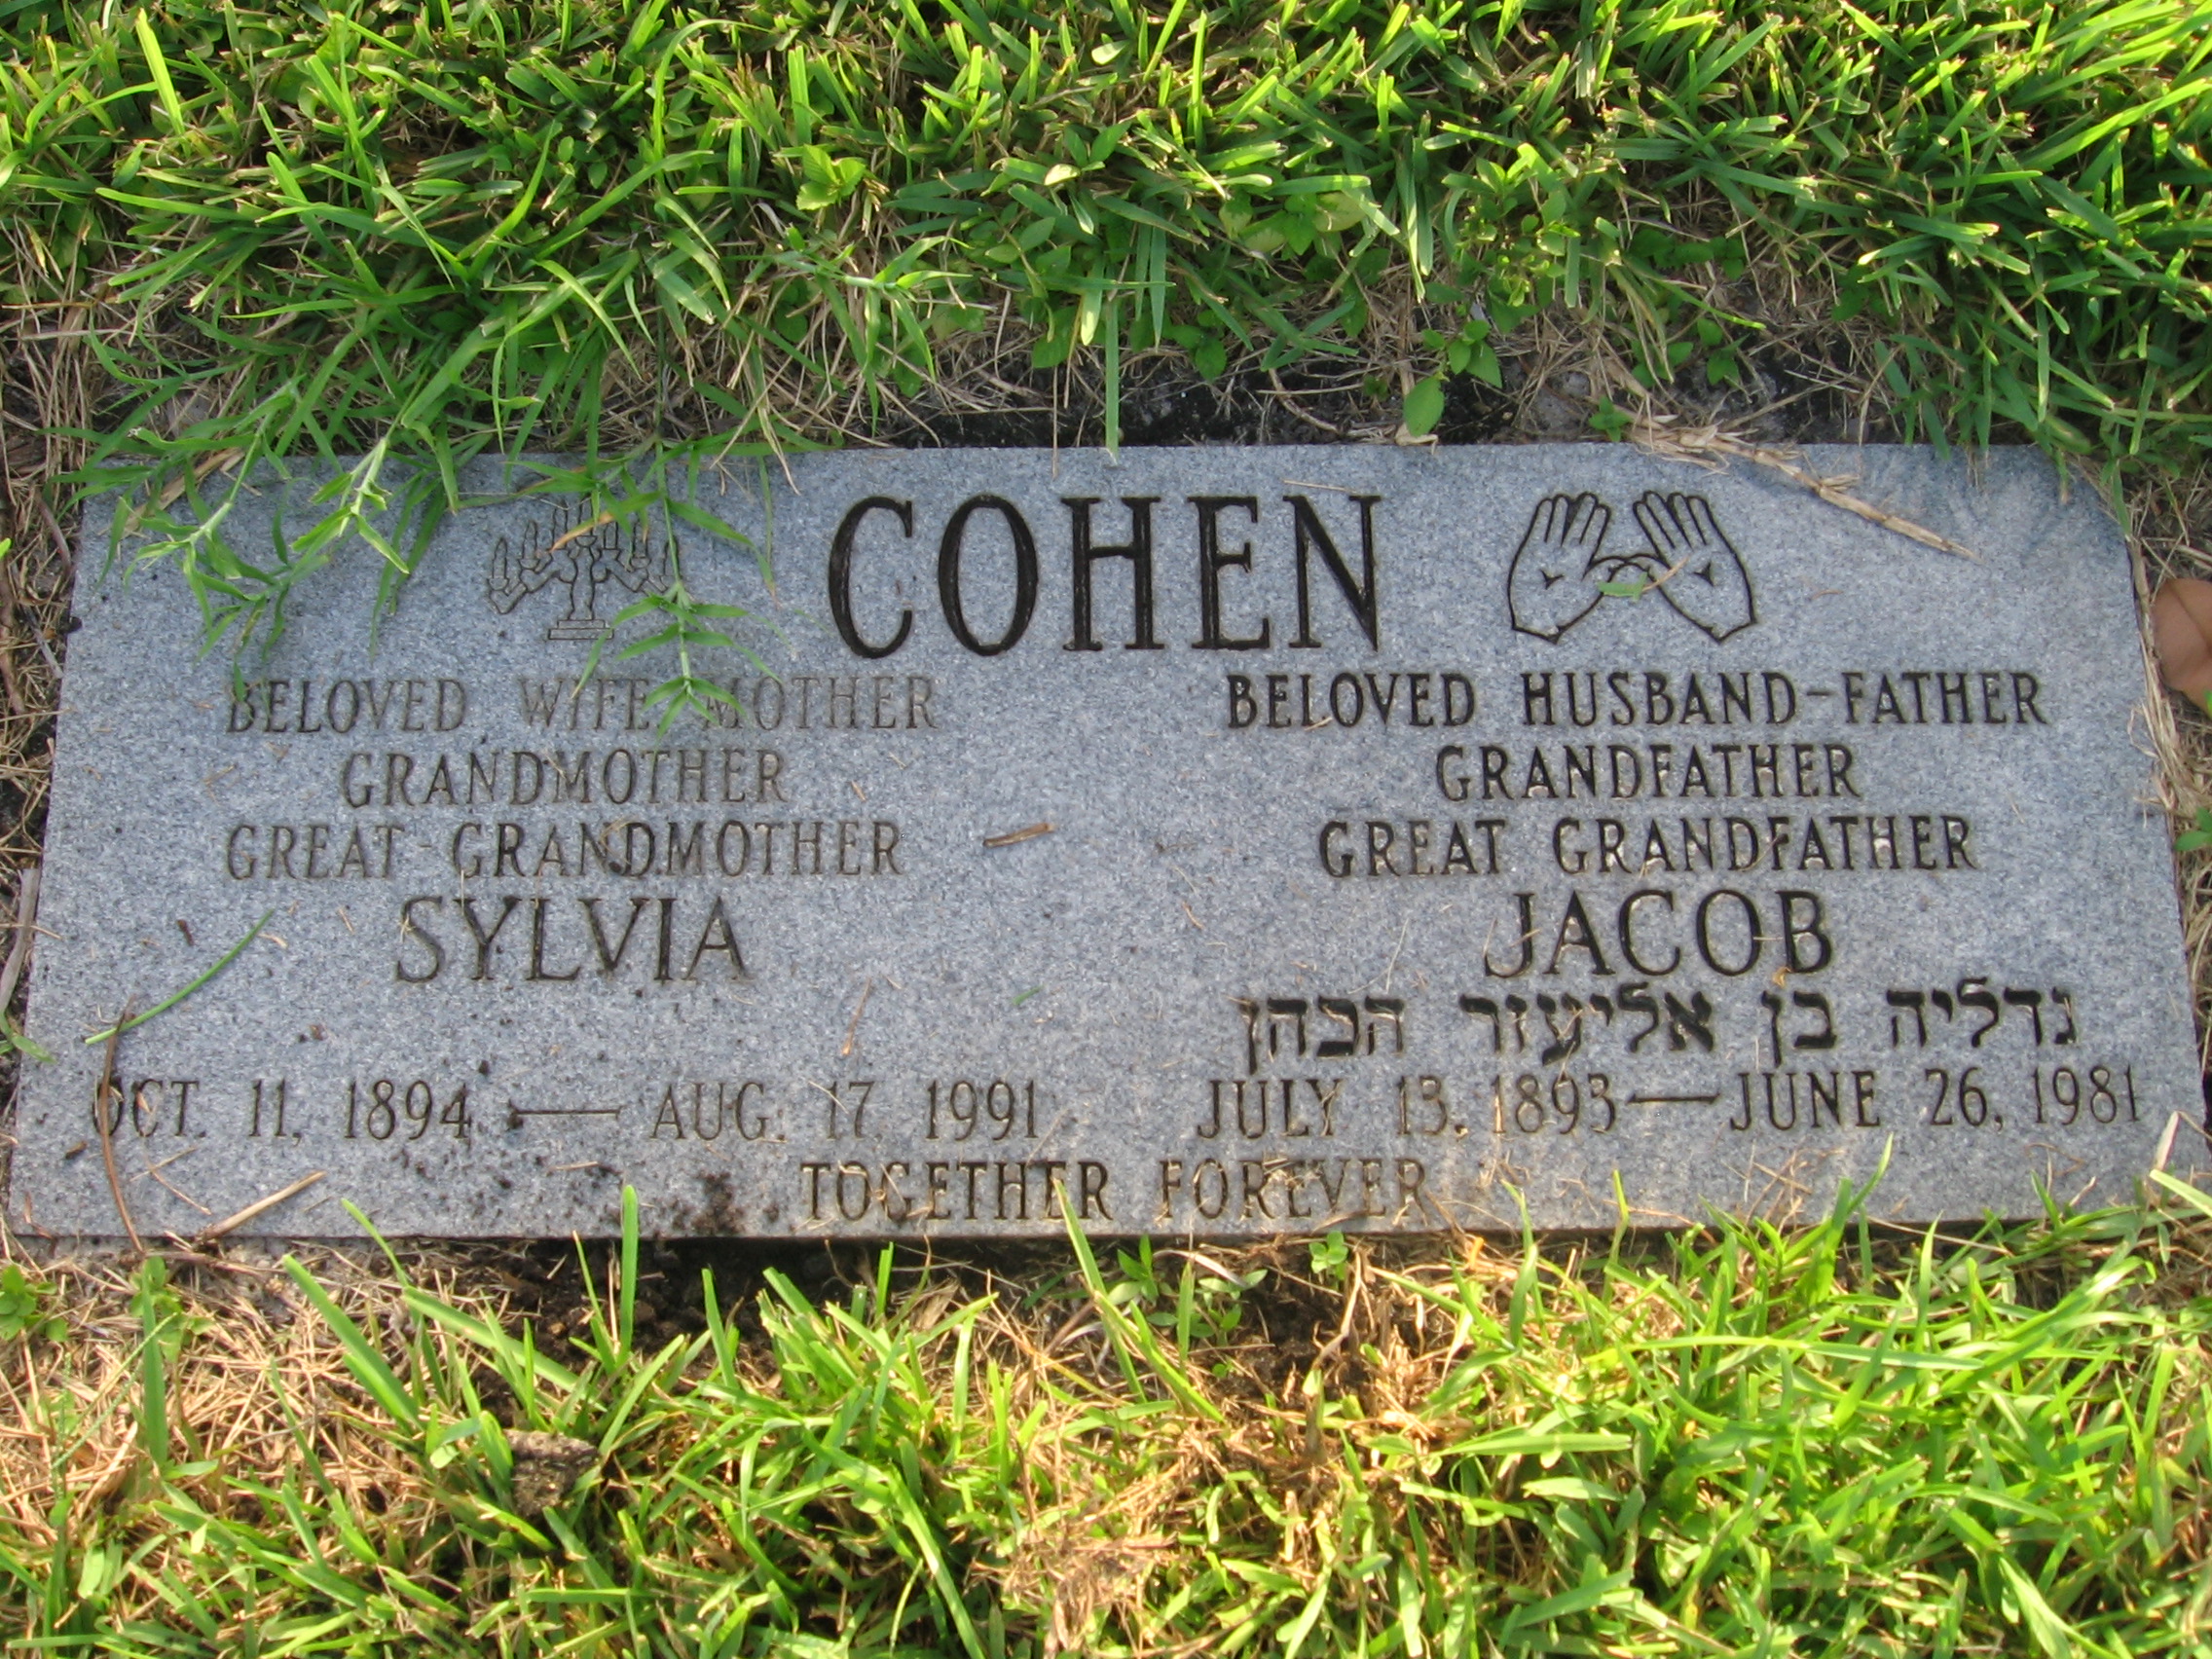 COHEN
BELOVED WIFE-MOTHER
GRANDMOTHER
GREAT-GRANDMOTHER
SYLVIA
OCT. 11, 1894 — AUG. 17 1991
BELOVED HUSBAND-FATHER
GRANDFATHER
GREAT GRANDFATHER
JACOB
גדליה בן אליעזר הכהן
JULY 13, 1893 — JUNE 26, 1981
TOGETHER FOREVER